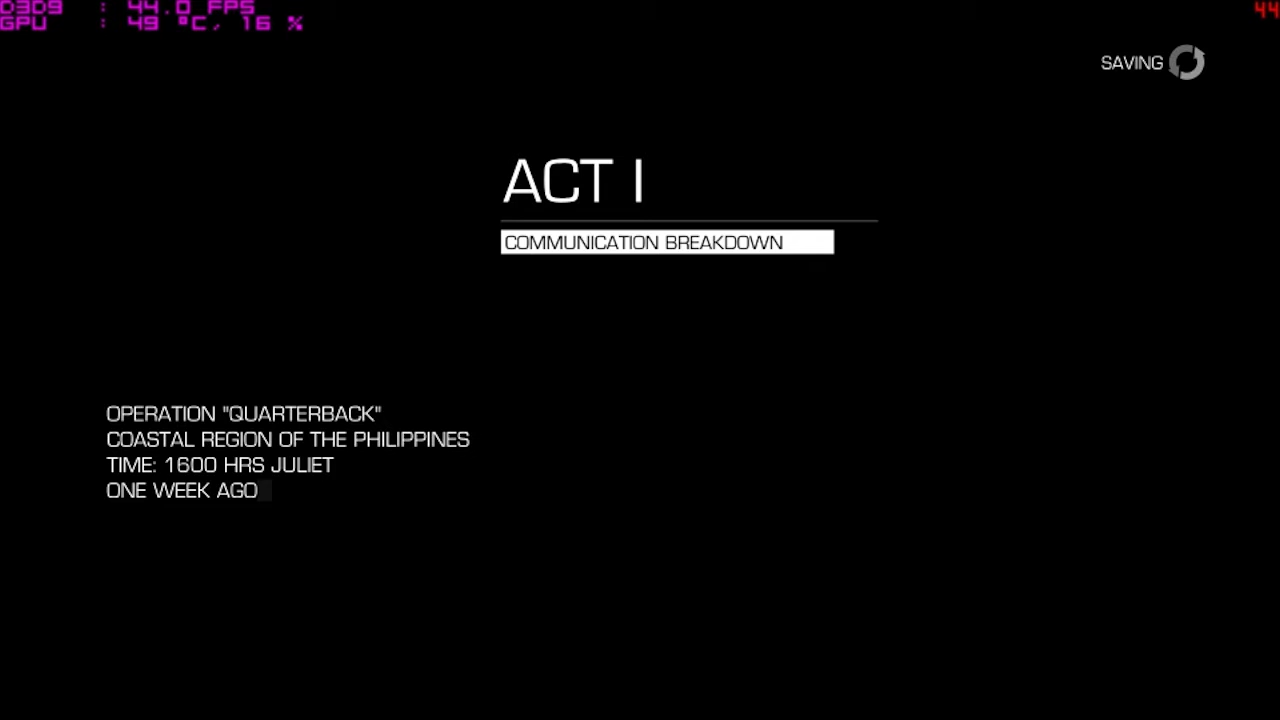 D3D9 : 44.0 FPS
GPU : 49 °C, 16 %
44
SAVING
ACT I
COMMUNICATION BREAKDOWN
OPERATION "QUARTERBACK"
COASTAL REGION OF THE PHILIPPINES
TIME: 1600 HRS JULIET
ONE WEEK AGO